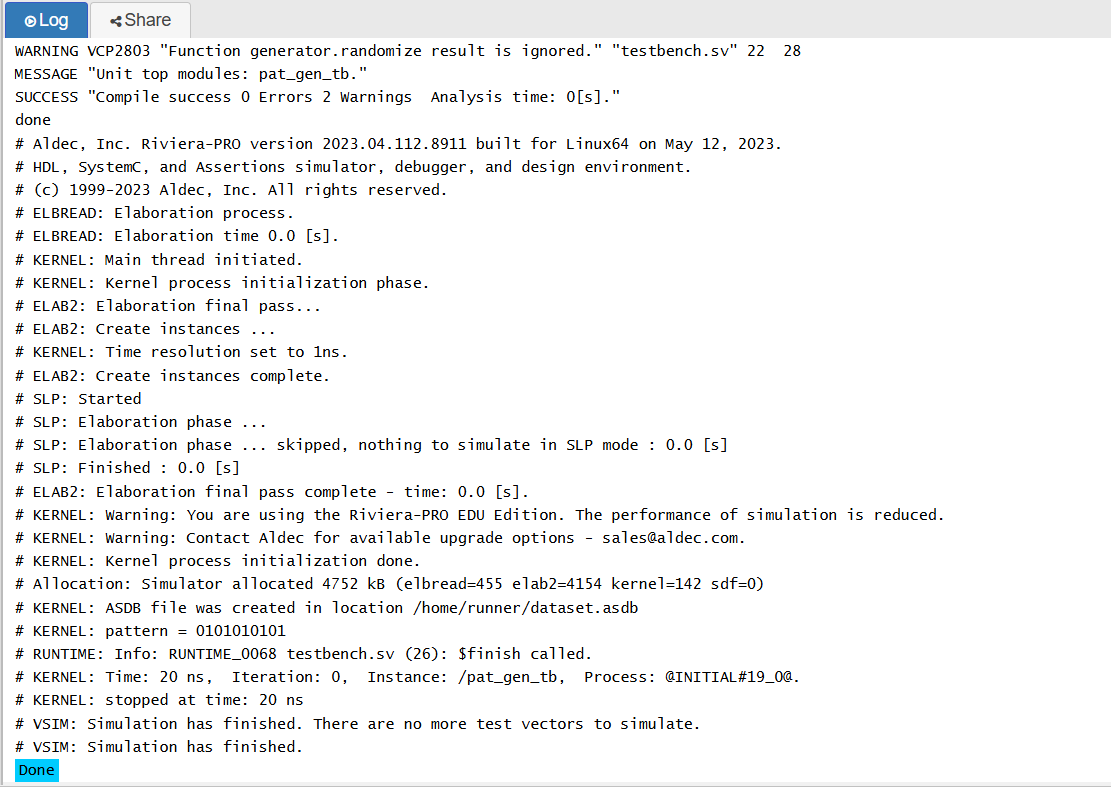 Log Share
WARNING VCP2803 "Function generator.randomize result is ignored." "testbench.sv" 22  28
MESSAGE "Unit top modules: pat_gen_tb."
SUCCESS "Compile success 0 Errors 2 Warnings  Analysis time: 0[s]."
done
# Aldec, Inc. Riviera-PRO version 2023.04.112.8911 built for Linux64 on May 12, 2023.
# HDL, SystemC, and Assertions simulator, debugger, and design environment.
# (c) 1999-2023 Aldec, Inc. All rights reserved.
# ELBREAD: Elaboration process.
# ELBREAD: Elaboration time 0.0 [s].
# KERNEL: Main thread initiated.
# KERNEL: Kernel process initialization phase.
# ELAB2: Elaboration final pass...
# ELAB2: Create instances ...
# KERNEL: Time resolution set to 1ns.
# ELAB2: Create instances complete.
# SLP: Started
# SLP: Elaboration phase ...
# SLP: Elaboration phase ... skipped, nothing to simulate in SLP mode : 0.0 [s]
# SLP: Finished : 0.0 [s]
# ELAB2: Elaboration final pass complete - time: 0.0 [s].
# KERNEL: Warning: You are using the Riviera-PRO EDU Edition. The performance of simulation is reduced.
# KERNEL: Warning: Contact Aldec for available upgrade options - sales@aldec.com.
# KERNEL: Kernel process initialization done.
# Allocation: Simulator allocated 4752 kB (elbread=455 elab2=4154 kernel=142 sdf=0)
# KERNEL: ASDB file was created in location /home/runner/dataset.asdb
# KERNEL: pattern = 0101010101
# RUNTIME: Info: RUNTIME_0068 testbench.sv (26): $finish called.
# KERNEL: Time: 20 ns,  Iteration: 0,  Instance: /pat_gen_tb,  Process: @INITIAL#19_0@.
# KERNEL: stopped at time: 20 ns
# VSIM: Simulation has finished. There are no more test vectors to simulate.
# VSIM: Simulation has finished.
Done